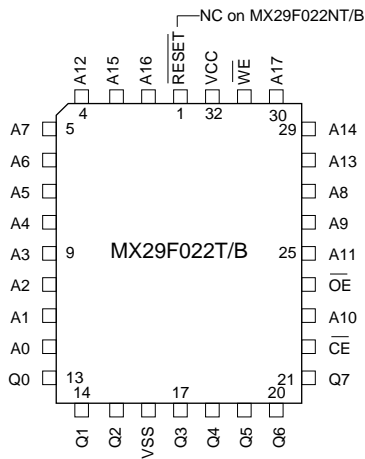 NC on MX29F022NT/B
A12 A15 A16 RESET VCC WE A17
4 1 32 30
A7 5 29 A14
A6 A13
A5 A8
A4 A9
A3 9 MX29F022T/B 25 A11
A2 OE
A1 A10
A0 CE
Q0 13 21 Q7
14 17 20
Q1 Q2 VSS Q3 Q4 Q5 Q6